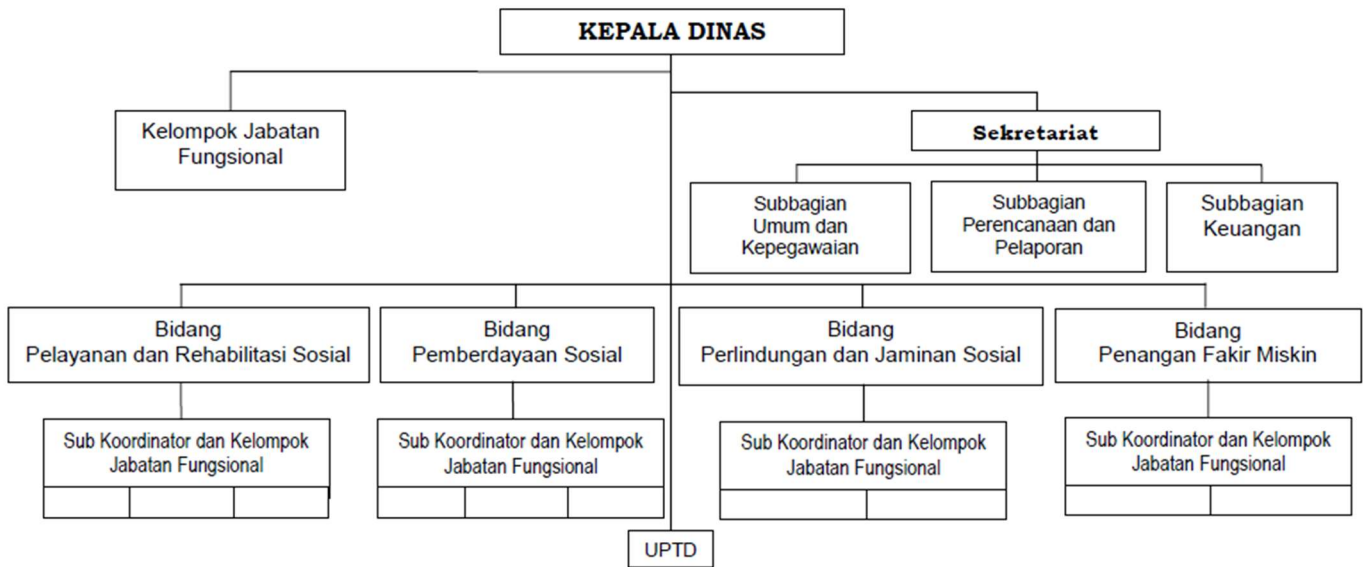 KEPALA DINAS
Kelompok Jabatan
Fungsional
Sekretariat
Subbagian
Umum dan
Kepegawaian
Subbagian
Perencanaan dan
Pelaporan
Subbagian
Keuangan
Bidang
Pelayanan dan Rehabilitasi Sosial
Bidang
Pemberdayaan Sosial
Bidang
Perlindungan dan Jaminan Sosial
Bidang
Penangan Fakir Miskin
Sub Koordinator dan Kelompok
Jabatan Fungsional
Sub Koordinator dan Kelompok
Jabatan Fungsional
Sub Koordinator dan Kelompok
Jabatan Fungsional
Sub Koordinator dan Kelompok
Jabatan Fungsional
UPTD